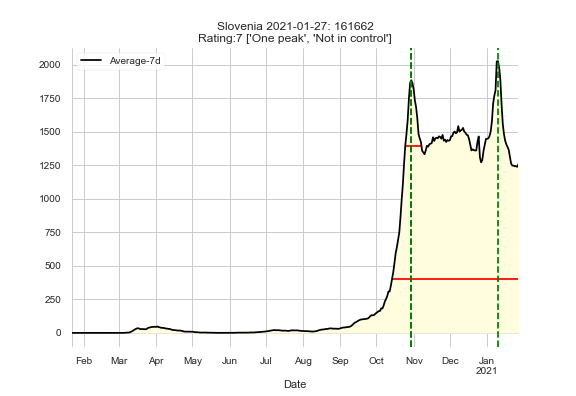 Slovenia 2021-01-27: 161662
Rating:7 ['One peak', 'Not in control']
Average-7d
2000
1750
1500
1250
1000
750
500
250
0
Feb Mar Apr May Jun Jul Aug Sep Oct Nov Dec Jan
2021
Date